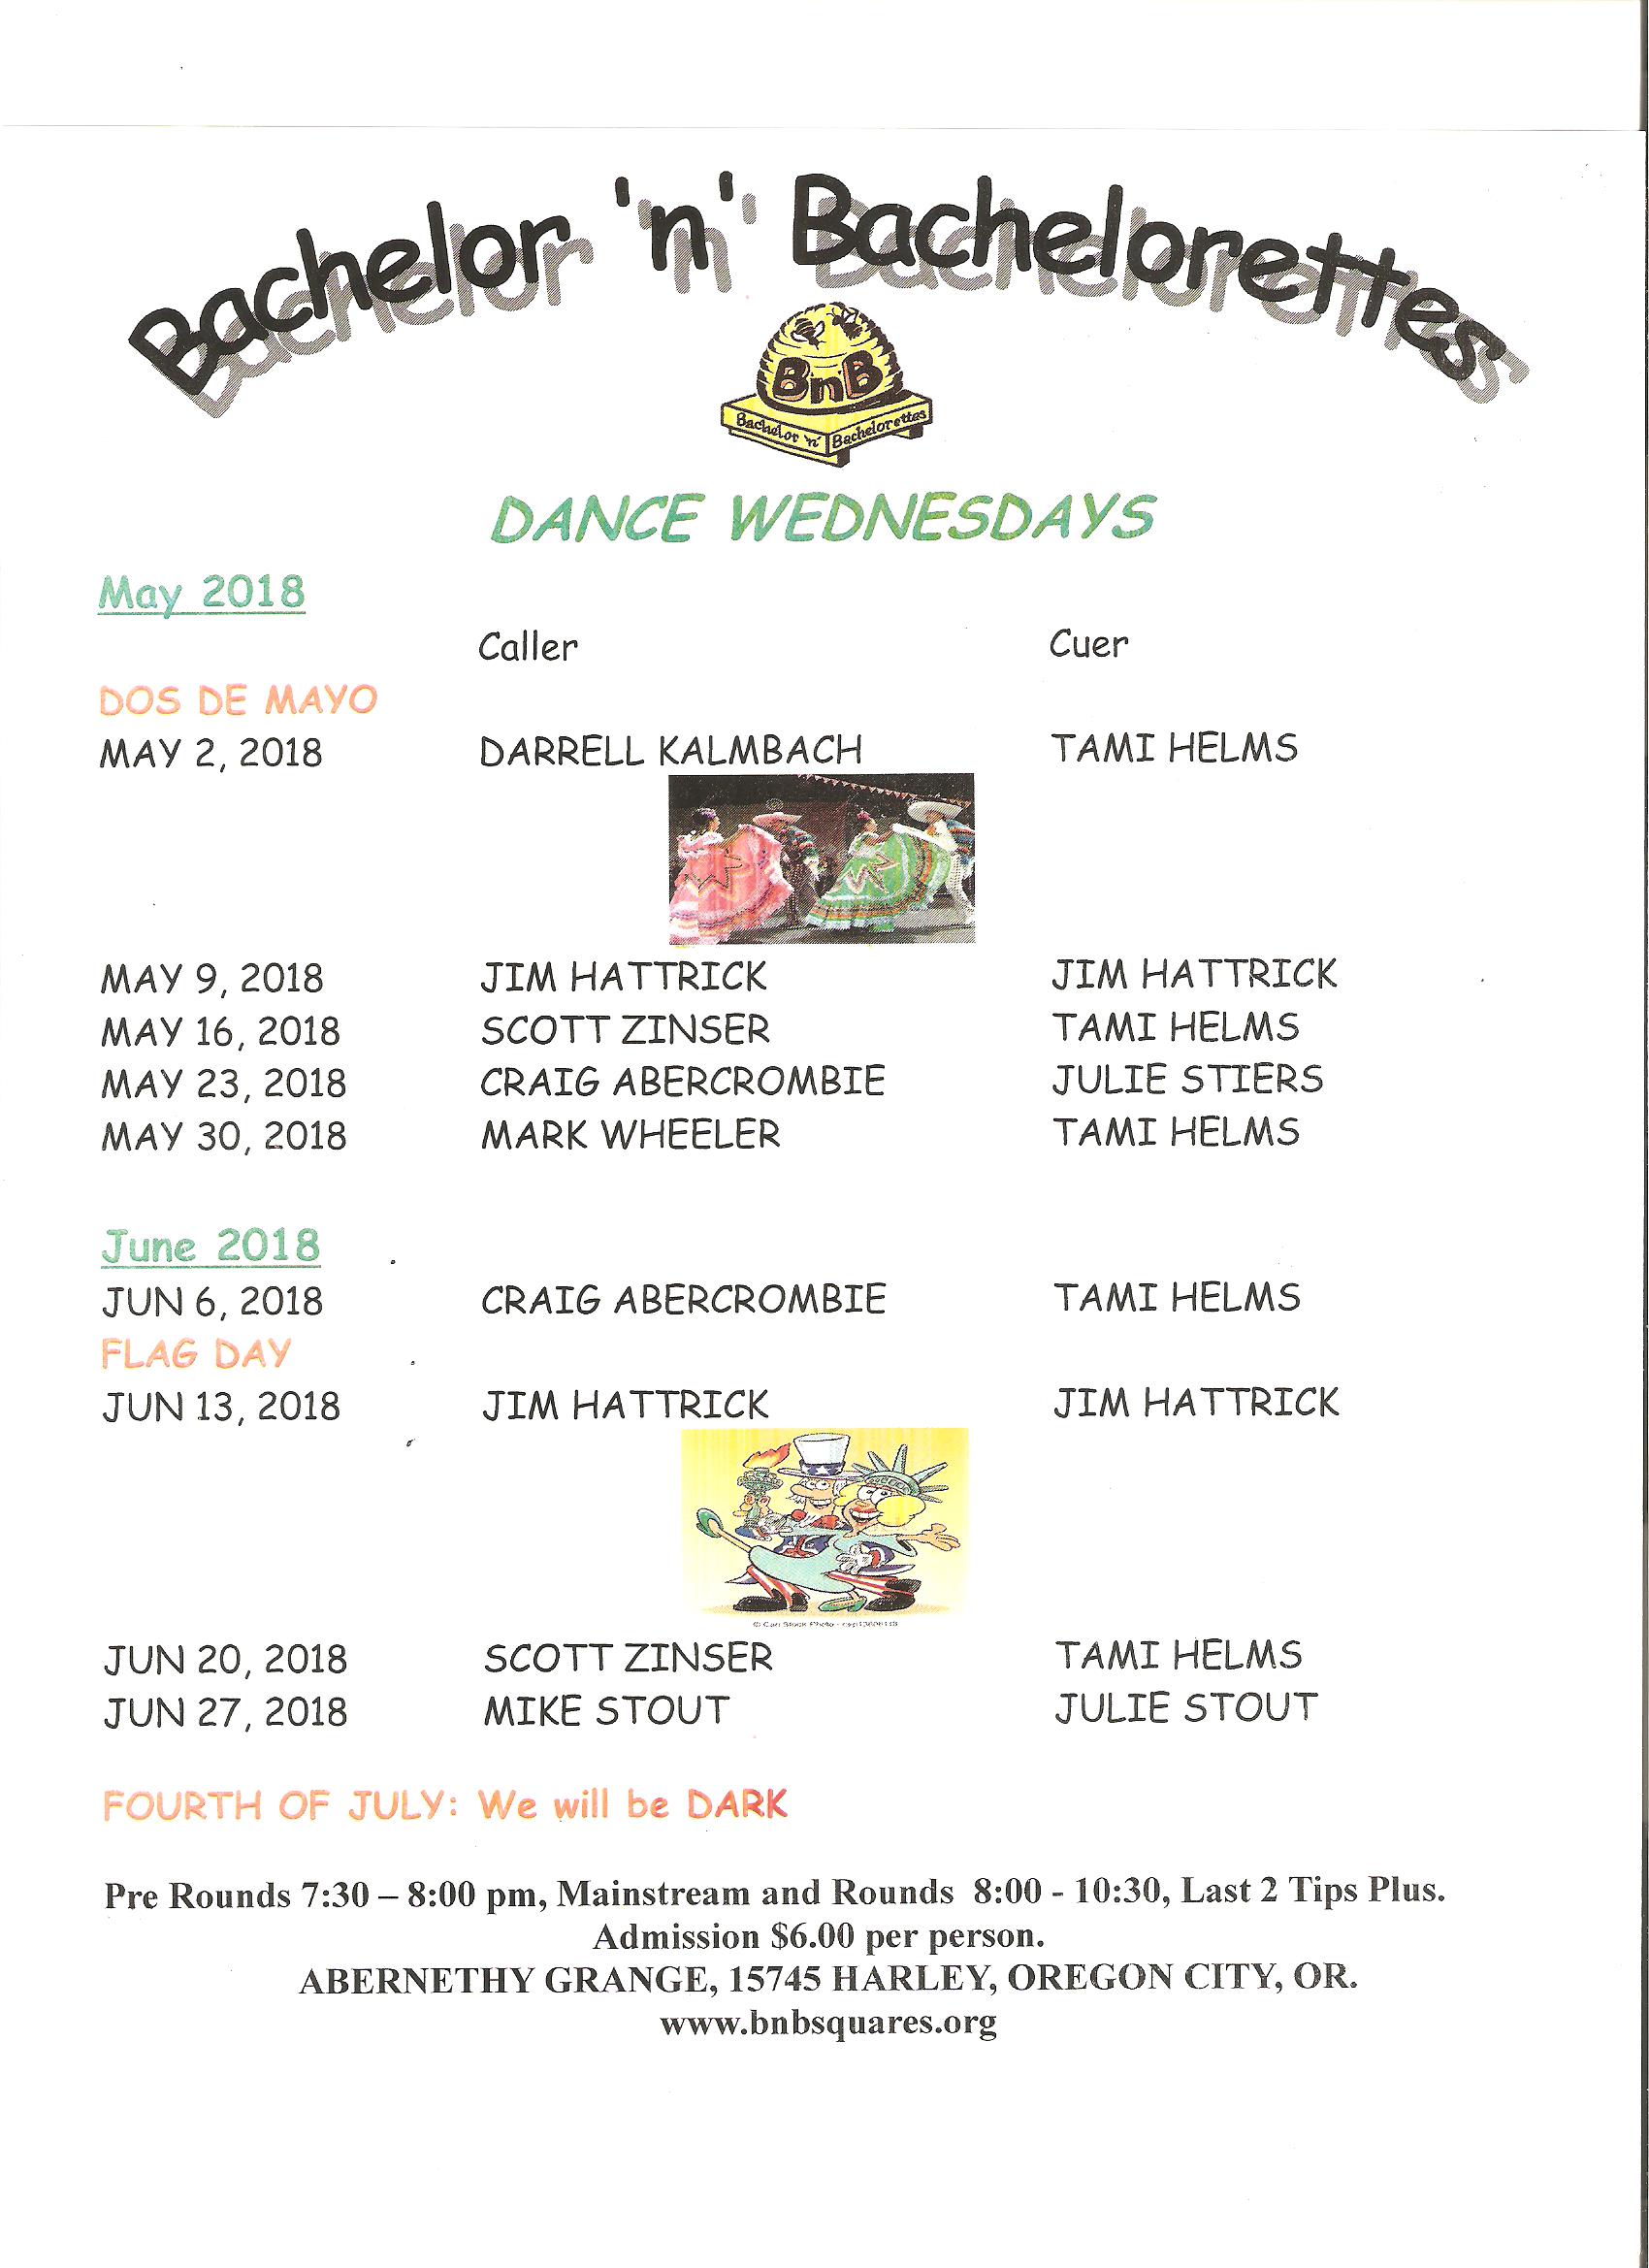 Bachelor 'n' Bachelorettes
BnB
Bachelor 'n' Bachelorettes
DANCE WEDNESDAYS
May 2018
Caller Cuer
DOS DE MAYO
MAY 2, 2018 DARRELL KALMBACH TAMI HELMS
MAY 9, 2018 JIM HATTRICK JIM HATTRICK
MAY 16, 2018 SCOTT ZINSER TAMI HELMS
MAY 23, 2018 CRAIG ABERCROMBIE JULIE STIERS
MAY 30, 2018 MARK WHEELER TAMI HELMS
June 2018
JUN 6, 2018 CRAIG ABERCROMBIE TAMI HELMS
FLAG DAY
JUN 13, 2018 JIM HATTRICK JIM HATTRICK
© Can Stock Photo
JUN 20, 2018 SCOTT ZINSER TAMI HELMS
JUN 27, 2018 MIKE STOUT JULIE STOUT
FOURTH OF JULY: We will be DARK
Pre Rounds 7:30 – 8:00 pm, Mainstream and Rounds 8:00 - 10:30, Last 2 Tips Plus.
Admission $6.00 per person.
ABERNETHY GRANGE, 15745 HARLEY, OREGON CITY, OR.
www.bnbsquares.org